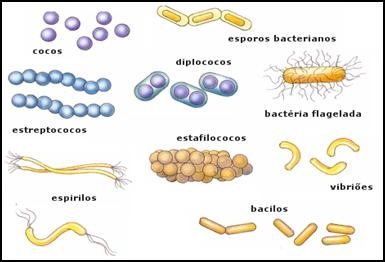 cocos
esporos bacterianos
diplococos
estreptococos
bactéria flagelada
estafilococos
espirilos
vibriões
bacilos